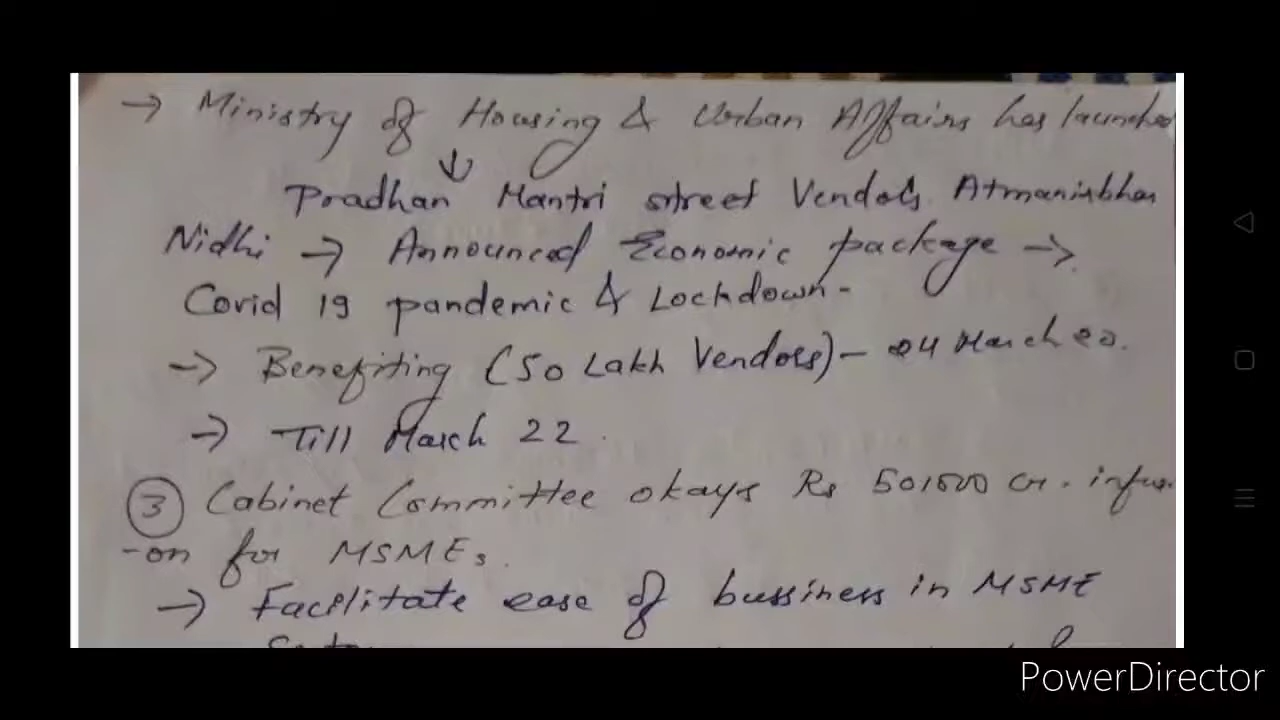 → Ministry of Housing & Urban Affairs has launched
↓
Pradhan Mantri street Vendors Atmanirbhar
Nidhi → Announced Economic package →
Covid 19 pandemic & Lockdown-
→ Benefiting (50 Lakh Vendors) - 24 March 20.
→ Till March 22.
③ Cabinet Committee okays Rs 50,000 cr. infus
-on for MSMEs.
→ Facilitate ease of bussiness in MSME
PowerDirector